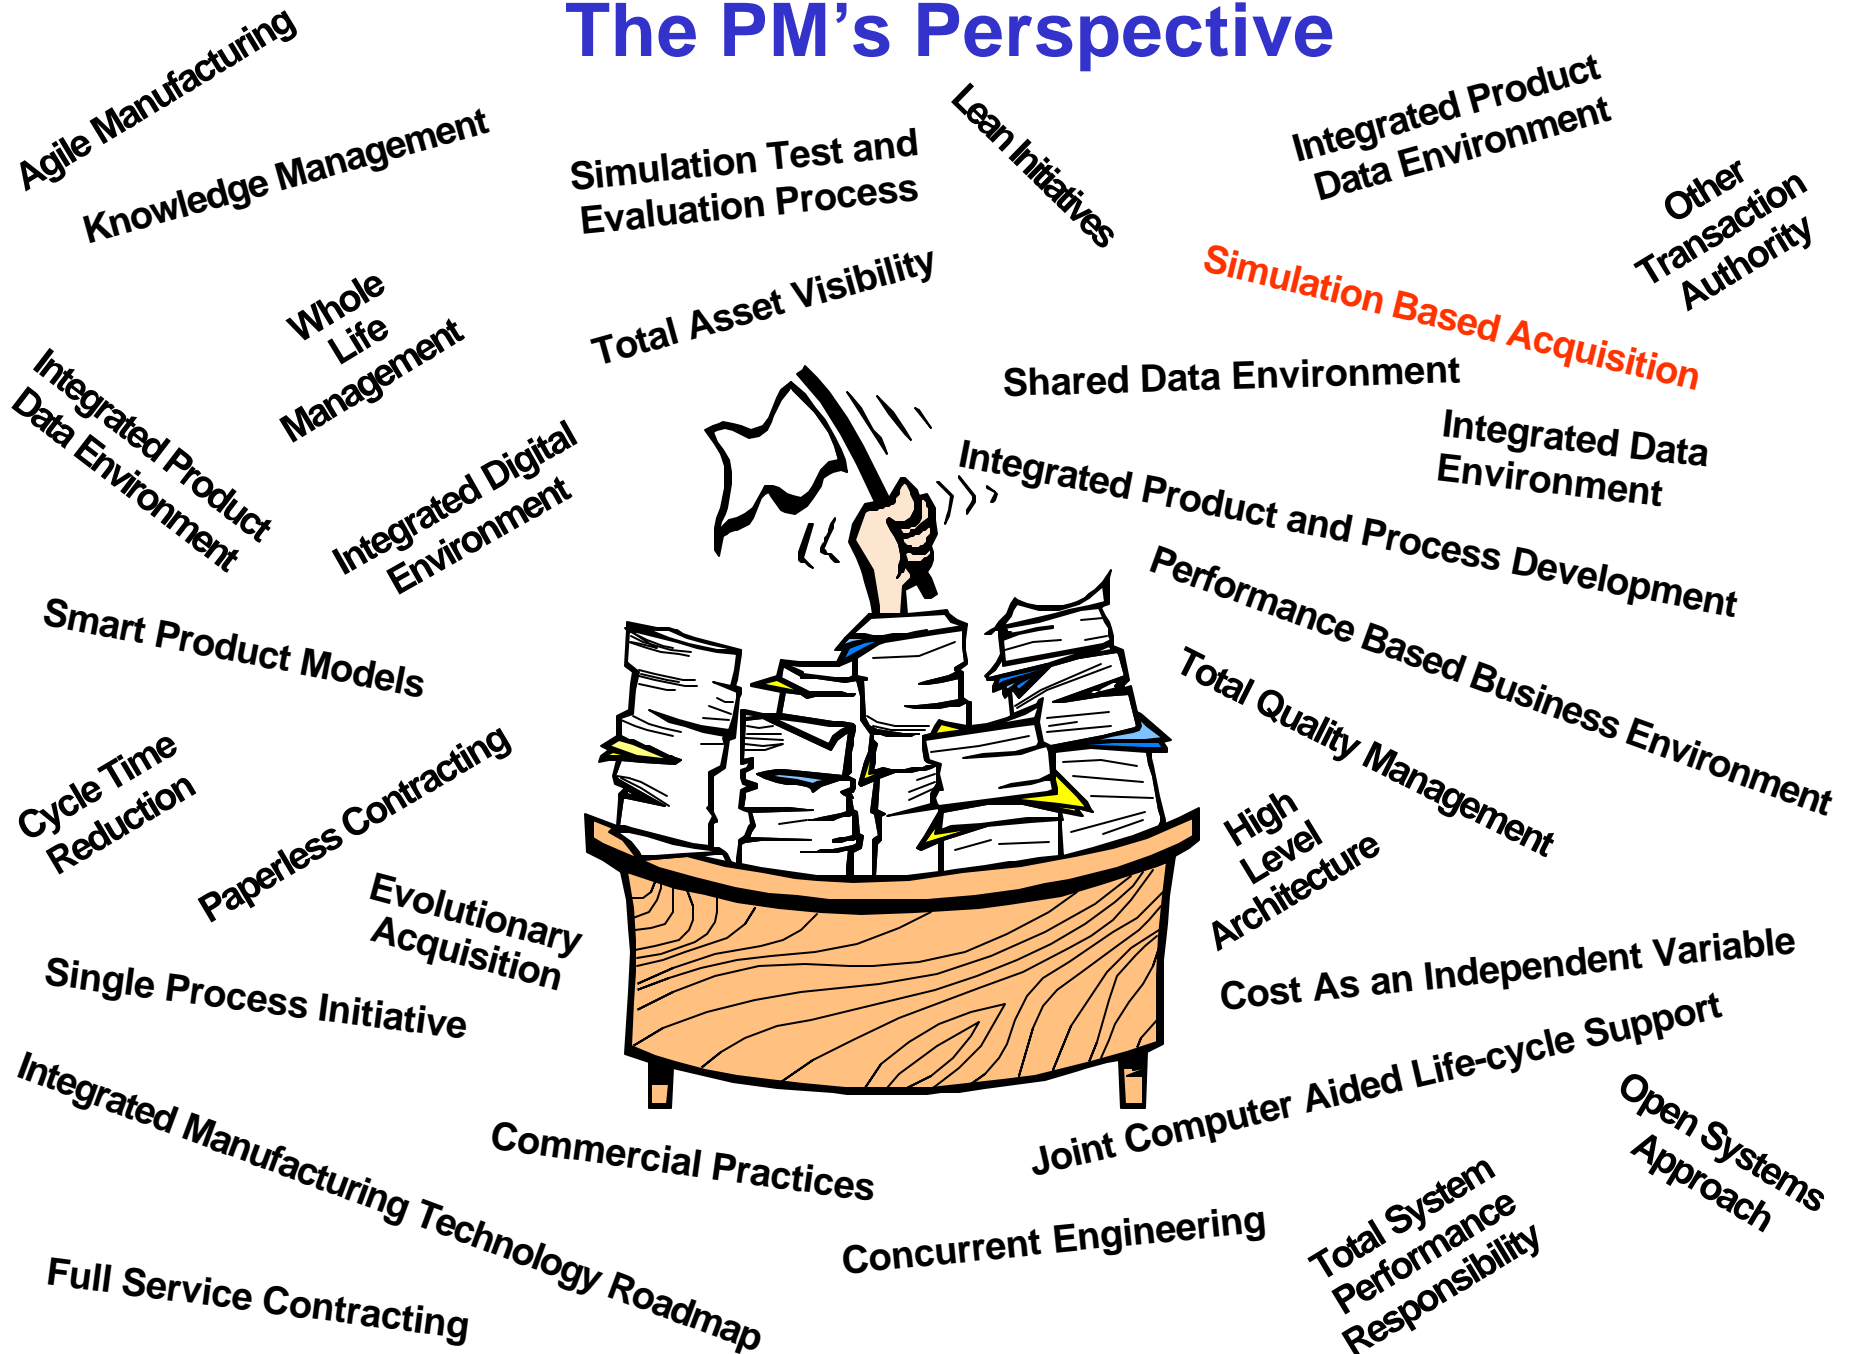 The PM’s Perspective
Agile Manufacturing
Knowledge Management
Simulation Test and
Evaluation Process
Lean Initiatives
Integrated Product
Data Environment
Other
Transaction
Authority
Whole
Life
Management
Total Asset Visibility
Simulation Based Acquisition
Shared Data Environment
Integrated Product
Data Environment
Integrated Digital
Environment
Integrated Data
Environment
Integrated Product and Process Development
Performance Based Business Environment
Smart Product Models
Total Quality Management
Cycle Time
Reduction
Paperless Contracting
High
Level
Architecture
Evolutionary
Acquisition
Single Process Initiative
Cost As an Independent Variable
Joint Computer Aided Life-cycle Support
Integrated Manufacturing Technology Roadmap
Commercial Practices
Open Systems
Approach
Concurrent Engineering
Total System
Performance
Responsibility
Full Service Contracting